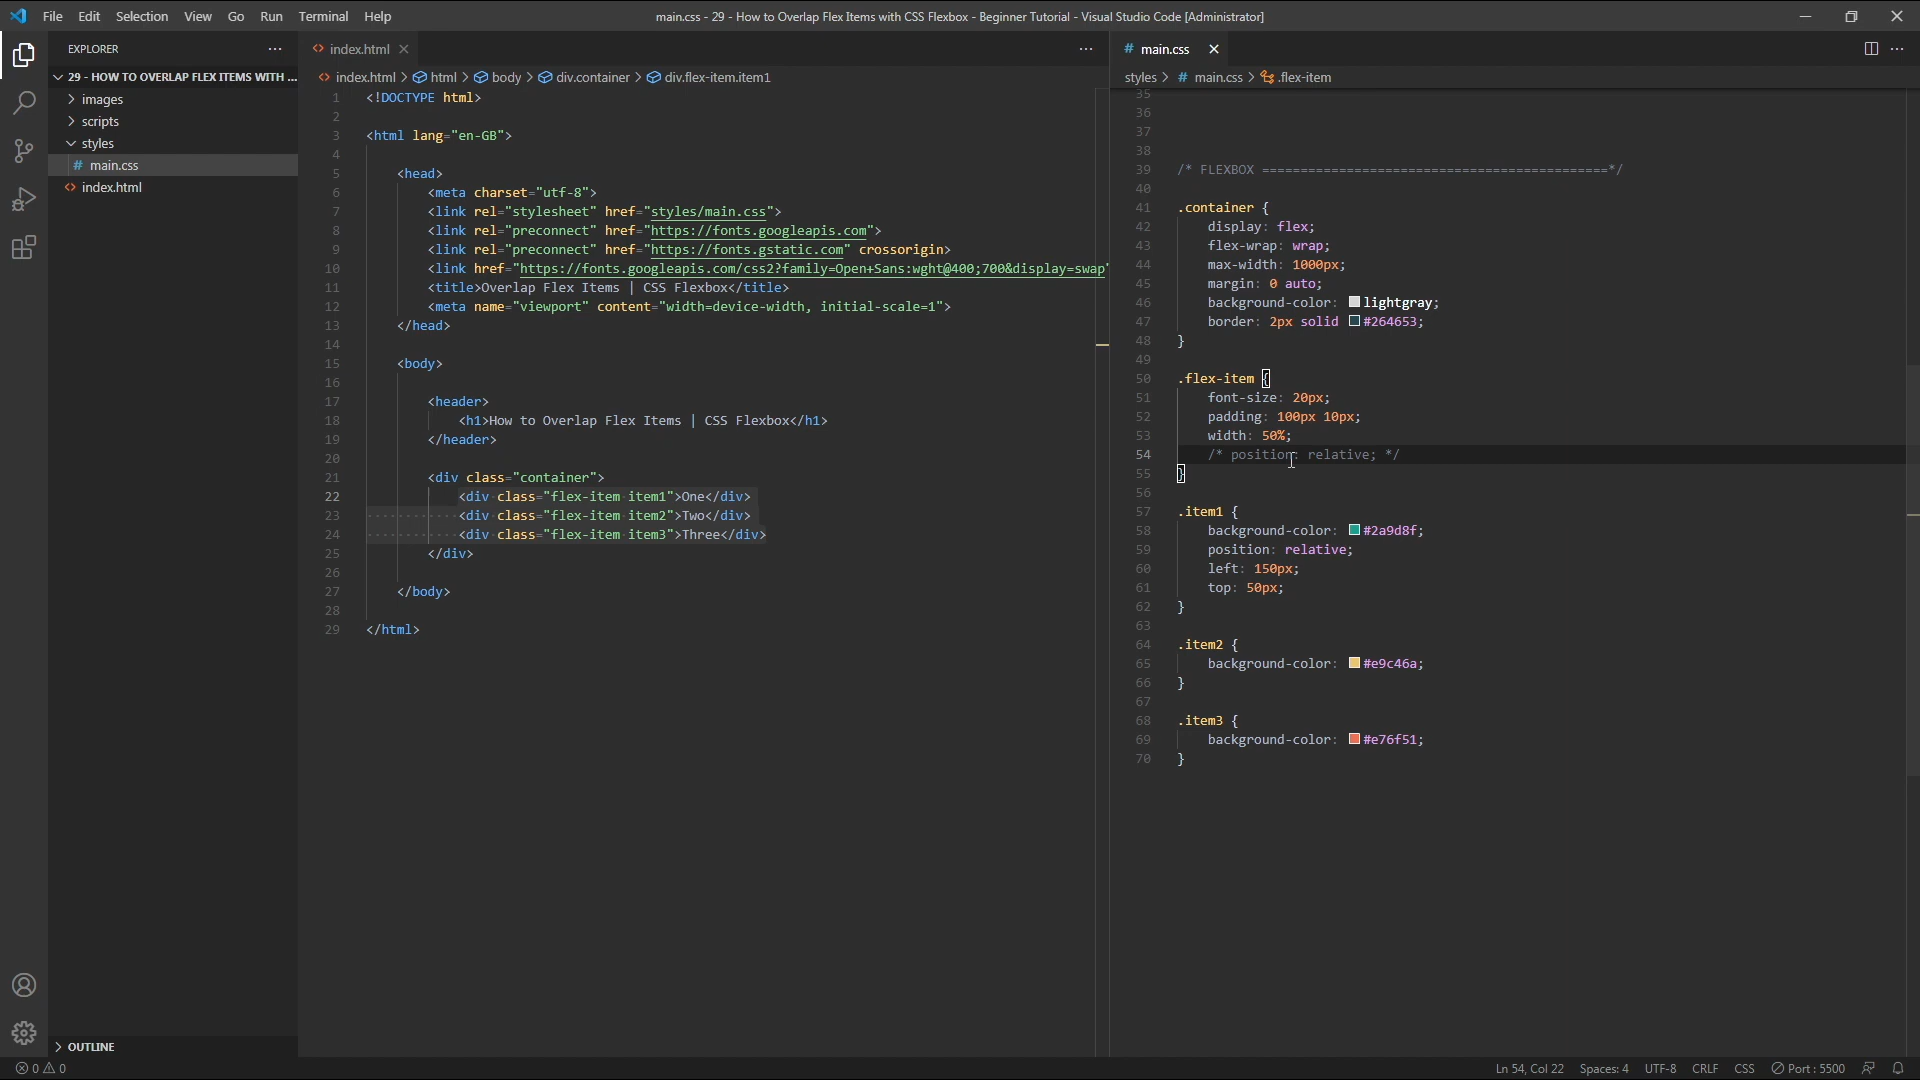 File Edit Selection View Go Run Terminal Help
main.css - 29 - How to Overlap Flex Items with CSS Flexbox - Beginner Tutorial - Visual Studio Code [Administrator]
EXPLORER
29 - HOW TO OVERLAP FLEX ITEMS WITH ...
images
scripts
styles
# main.css
<> index.html
OUTLINE
<> index.html
<> index.html > html > body > div.container > div.flex-item.item1
1 <!DOCTYPE html>
2
3 <html lang="en-GB">
4
5 <head>
6 <meta charset="utf-8">
7 <link rel="stylesheet" href="styles/main.css">
8 <link rel="preconnect" href="https://fonts.googleapis.com">
9 <link rel="preconnect" href="https://fonts.gstatic.com" crossorigin>
10 <link href="https://fonts.googleapis.com/css2?family=Open+Sans:wght@400;700&display=swap"
11 <title>Overlap Flex Items | CSS Flexbox</title>
12 <meta name="viewport" content="width=device-width, initial-scale=1">
13 </head>
14
15 <body>
16
17 <header>
18 <h1>How to Overlap Flex Items | CSS Flexbox</h1>
19 </header>
20
21 <div class="container">
22 <div class="flex-item item1">One</div>
23 <div class="flex-item item2">Two</div>
24 <div class="flex-item item3">Three</div>
25 </div>
26
27 </body>
28
29 </html>
# main.css
styles > # main.css > .flex-item
35
36
37
38
39 /* FLEXBOX =============================================*/
40
41 .container {
42 display: flex;
43 flex-wrap: wrap;
44 max-width: 1000px;
45 margin: 0 auto;
46 background-color: lightgray;
47 border: 2px solid #264653;
48 }
49
50 .flex-item {
51 font-size: 20px;
52 padding: 100px 10px;
53 width: 50%;
54 /* position: relative; */
55 }
56
57 .item1 {
58 background-color: #2a9d8f;
59 position: relative;
60 left: 150px;
61 top: 50px;
62 }
63
64 .item2 {
65 background-color: #e9c46a;
66 }
67
68 .item3 {
69 background-color: #e76f51;
70 }
0 0
Ln 54, Col 22 Spaces: 4 UTF-8 CRLF CSS Port : 5500